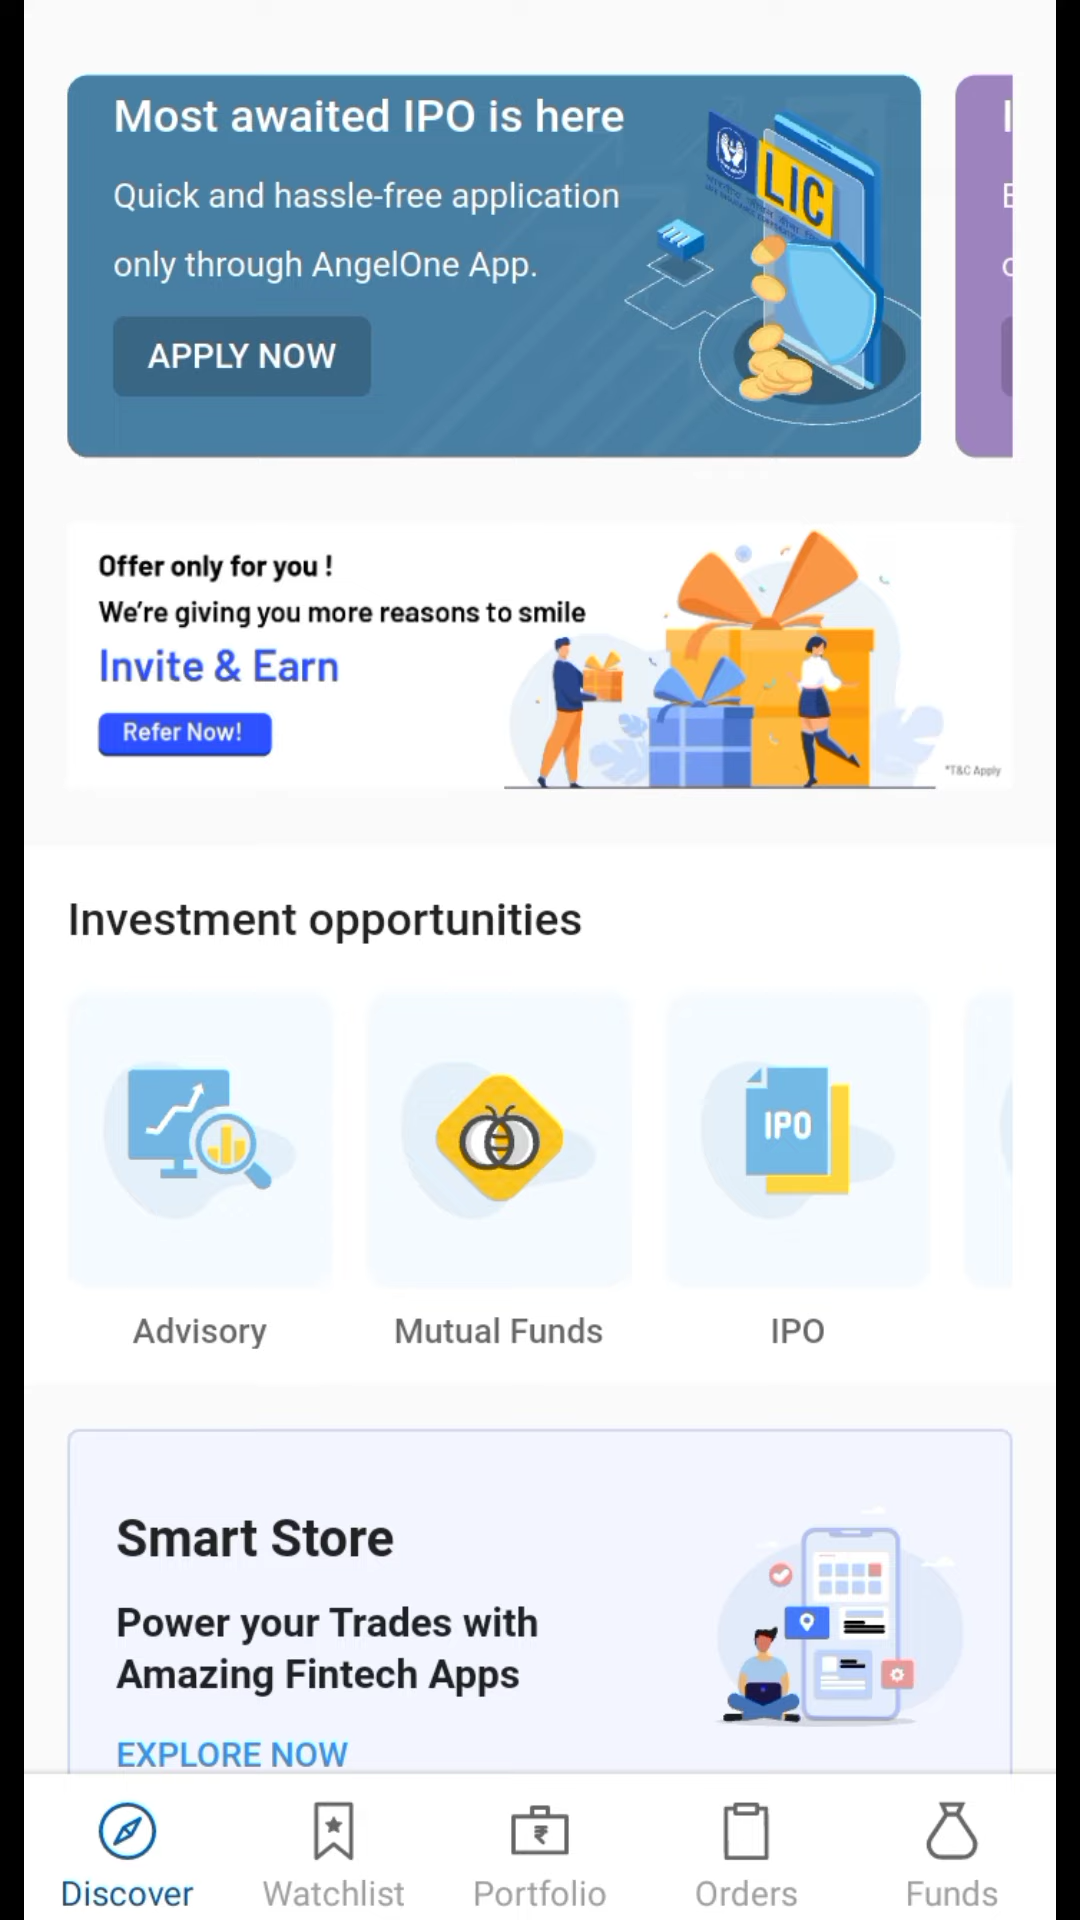 Most awaited IPO is here
Quick and hassle-free application
only through AngelOne App.
APPLY NOW
LIC
Offer only for you !
We’re giving you more reasons to smile
Invite & Earn
Refer Now!
*T&C Apply
Investment opportunities
IPO
Advisory
Mutual Funds
IPO
Smart Store
Power your Trades with
Amazing Fintech Apps
EXPLORE NOW
Discover
Watchlist
Portfolio
Orders
Funds